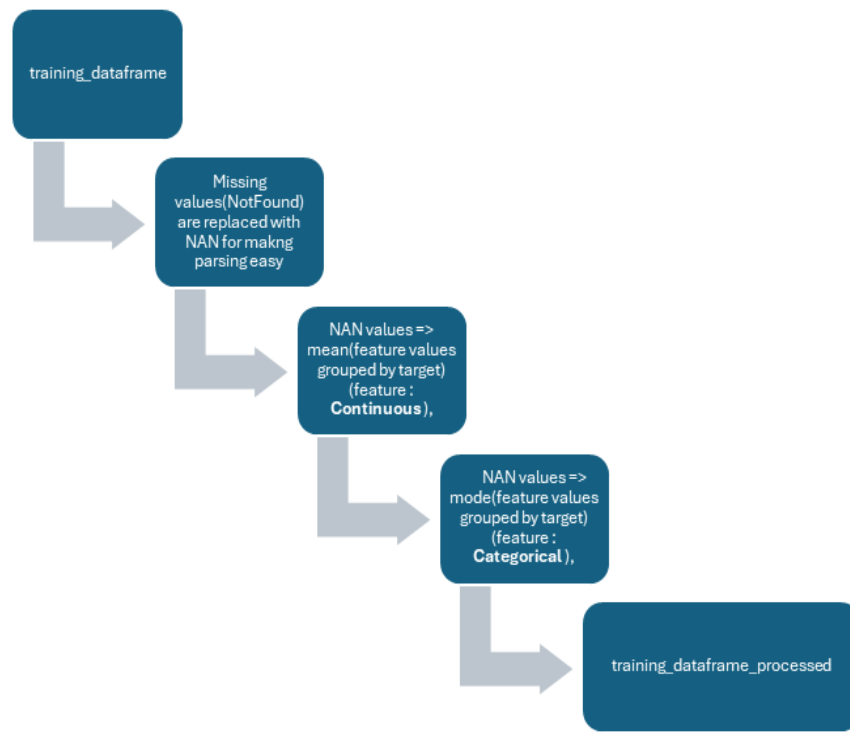 training_dataframe
Missing
values(NotFound)
are replaced with
NAN for makng
parsing easy
NAN values =>
mean(feature values
grouped by target)
(feature :
Continuous),
NAN values =>
mode(feature values
grouped by target)
(feature :
Categorical),
training_dataframe_processed